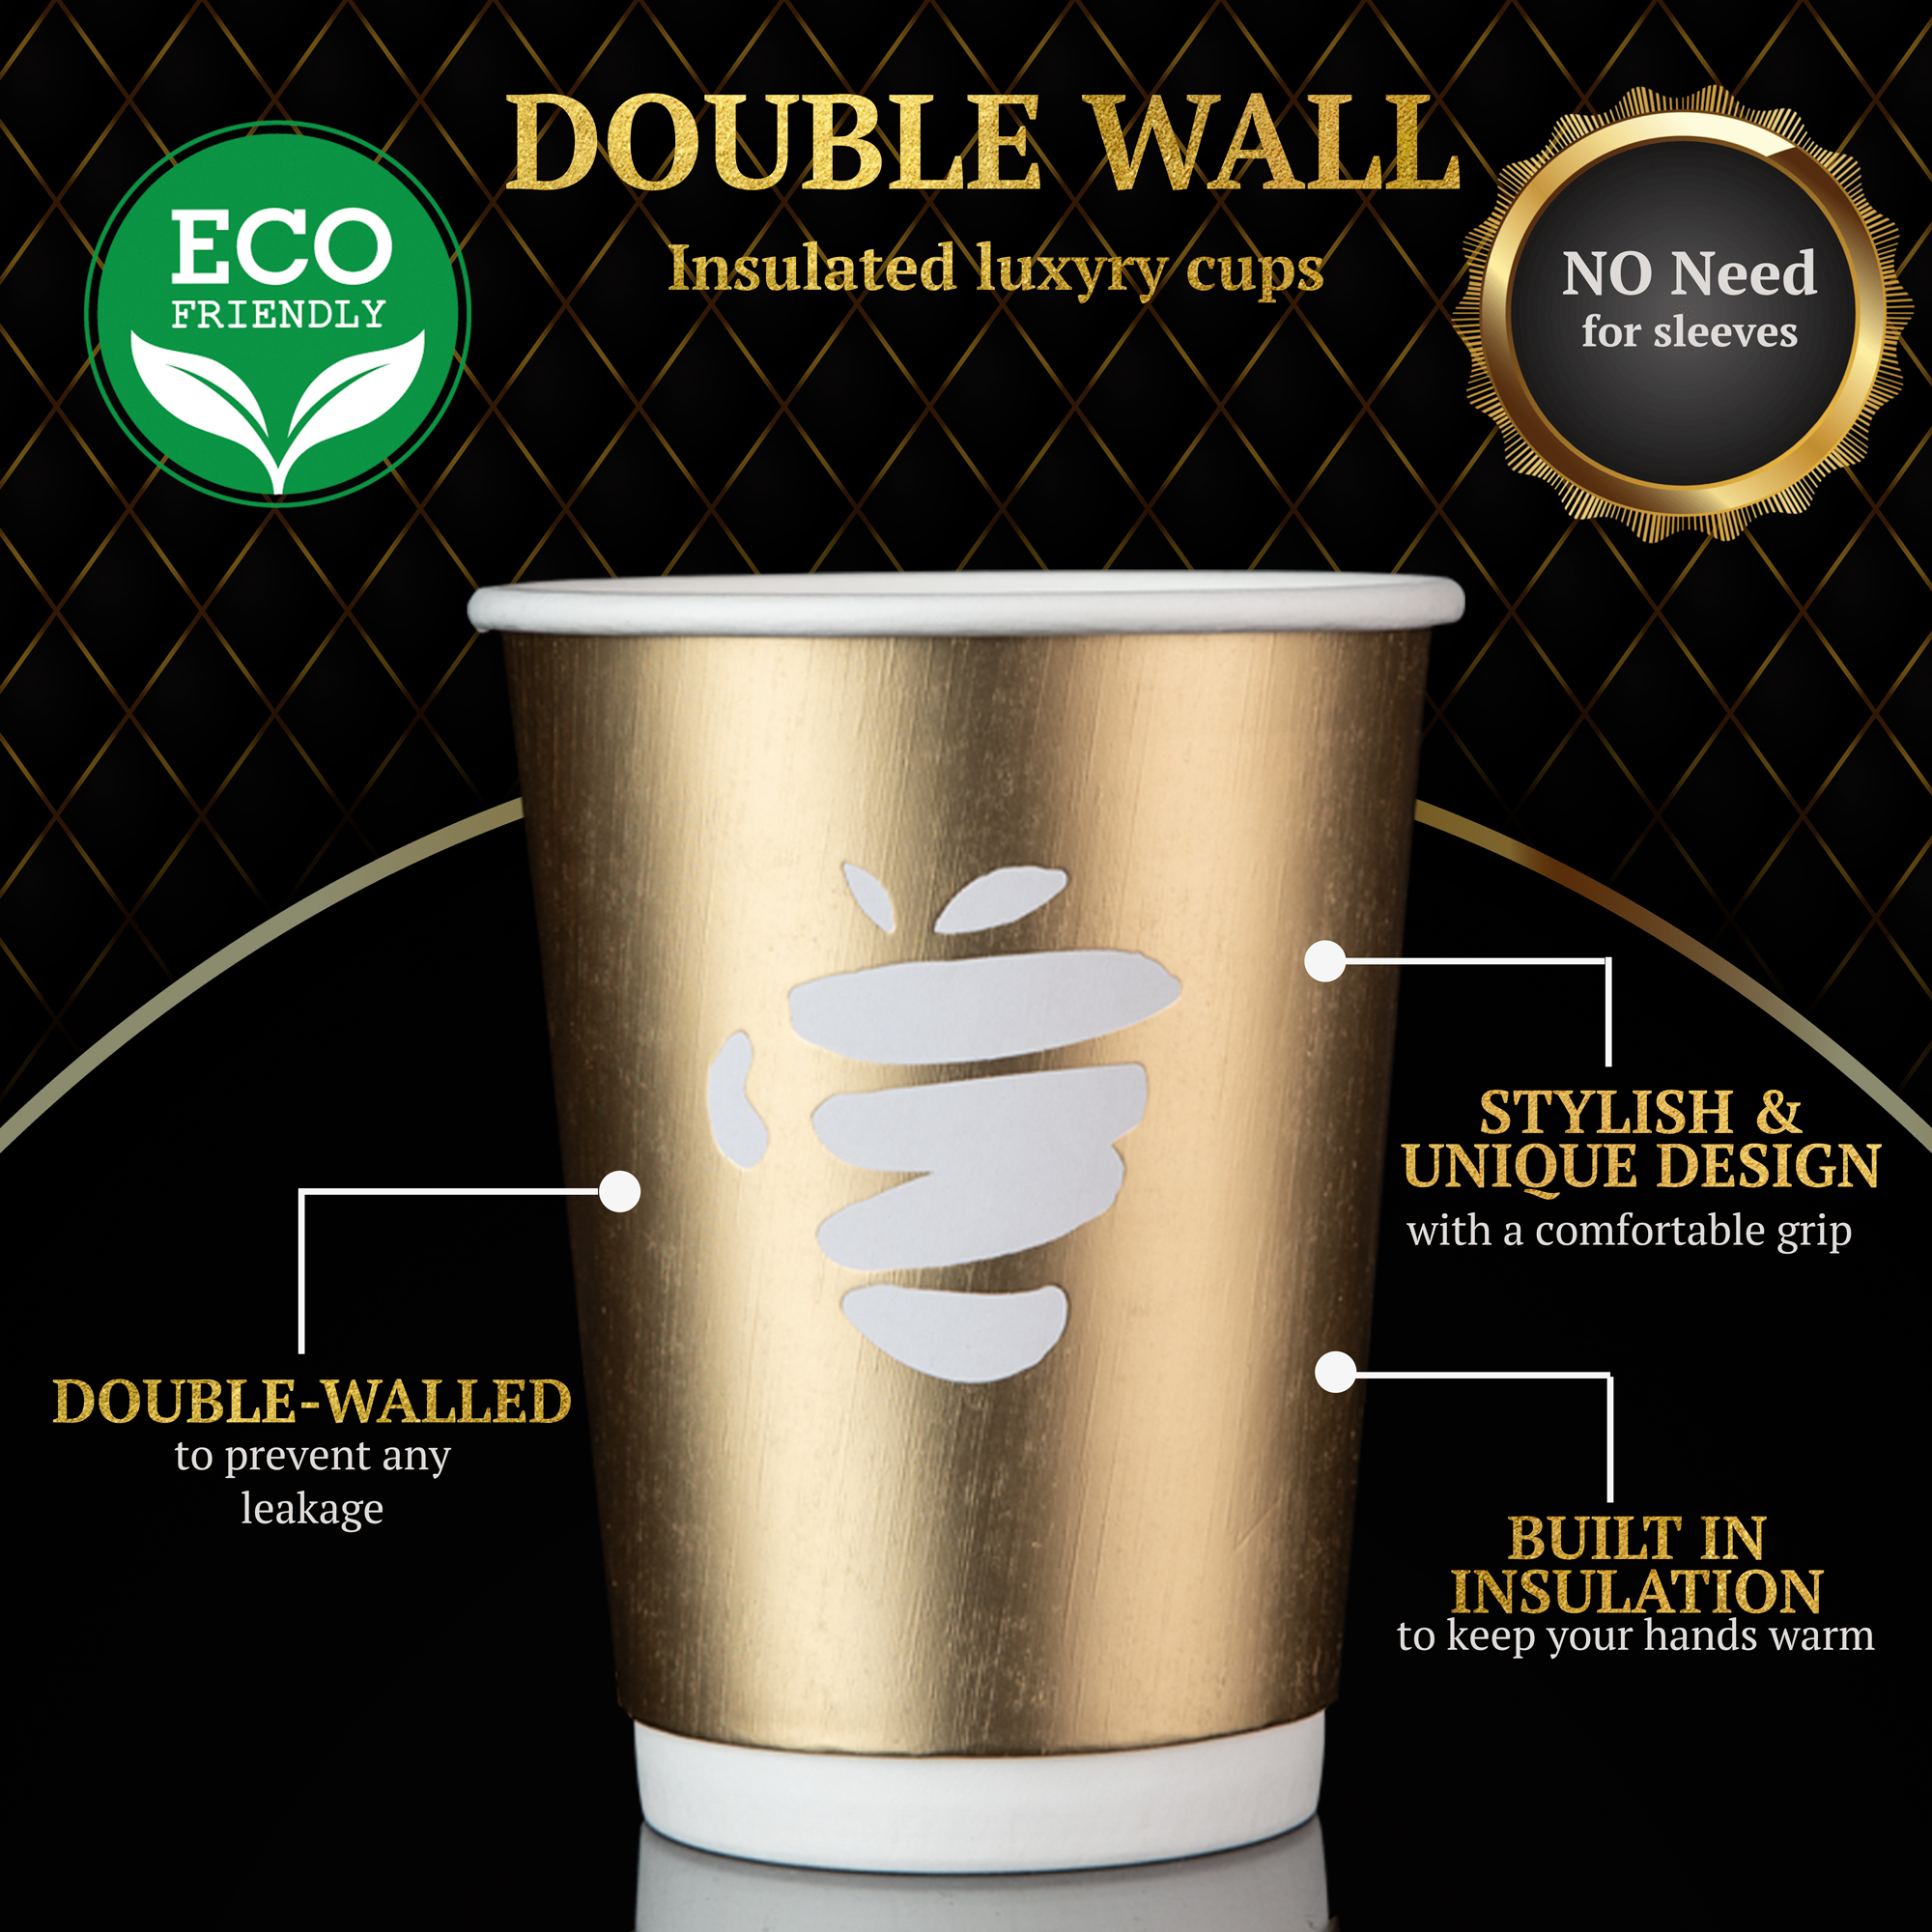 DOUBLE WALL
Insulated luxyry cups
ECO
FRIENDLY
NO Need
for sleeves
STYLISH &
UNIQUE DESIGN
with a comfortable grip
DOUBLE-WALLED
to prevent any
leakage
BUILT IN
INSULATION
to keep your hands warm